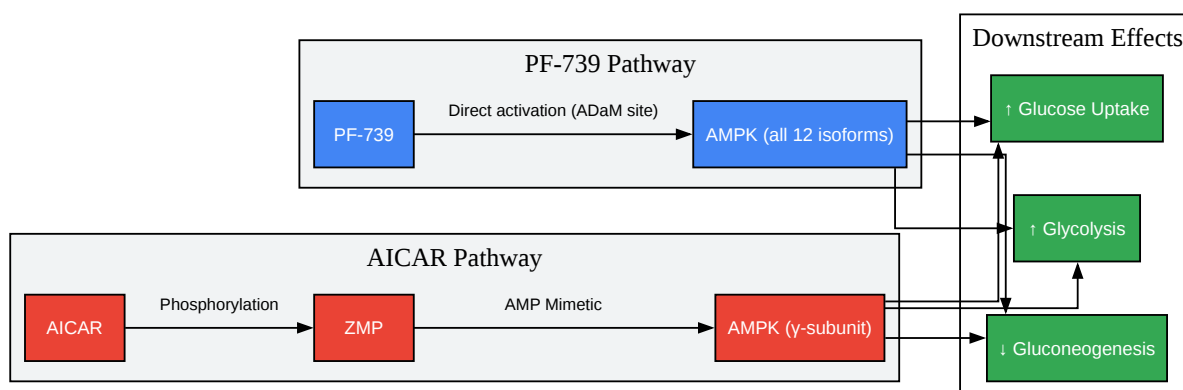 Downstream Effects
PF-739 Pathway
PF-739
Direct activation (ADaM site)
AMPK (all 12 isoforms)
↑ Glucose Uptake
↑ Glycolysis
↓ Gluconeogenesis
AICAR Pathway
AICAR
Phosphorylation
ZMP
AMP Mimetic
AMPK (γ-subunit)